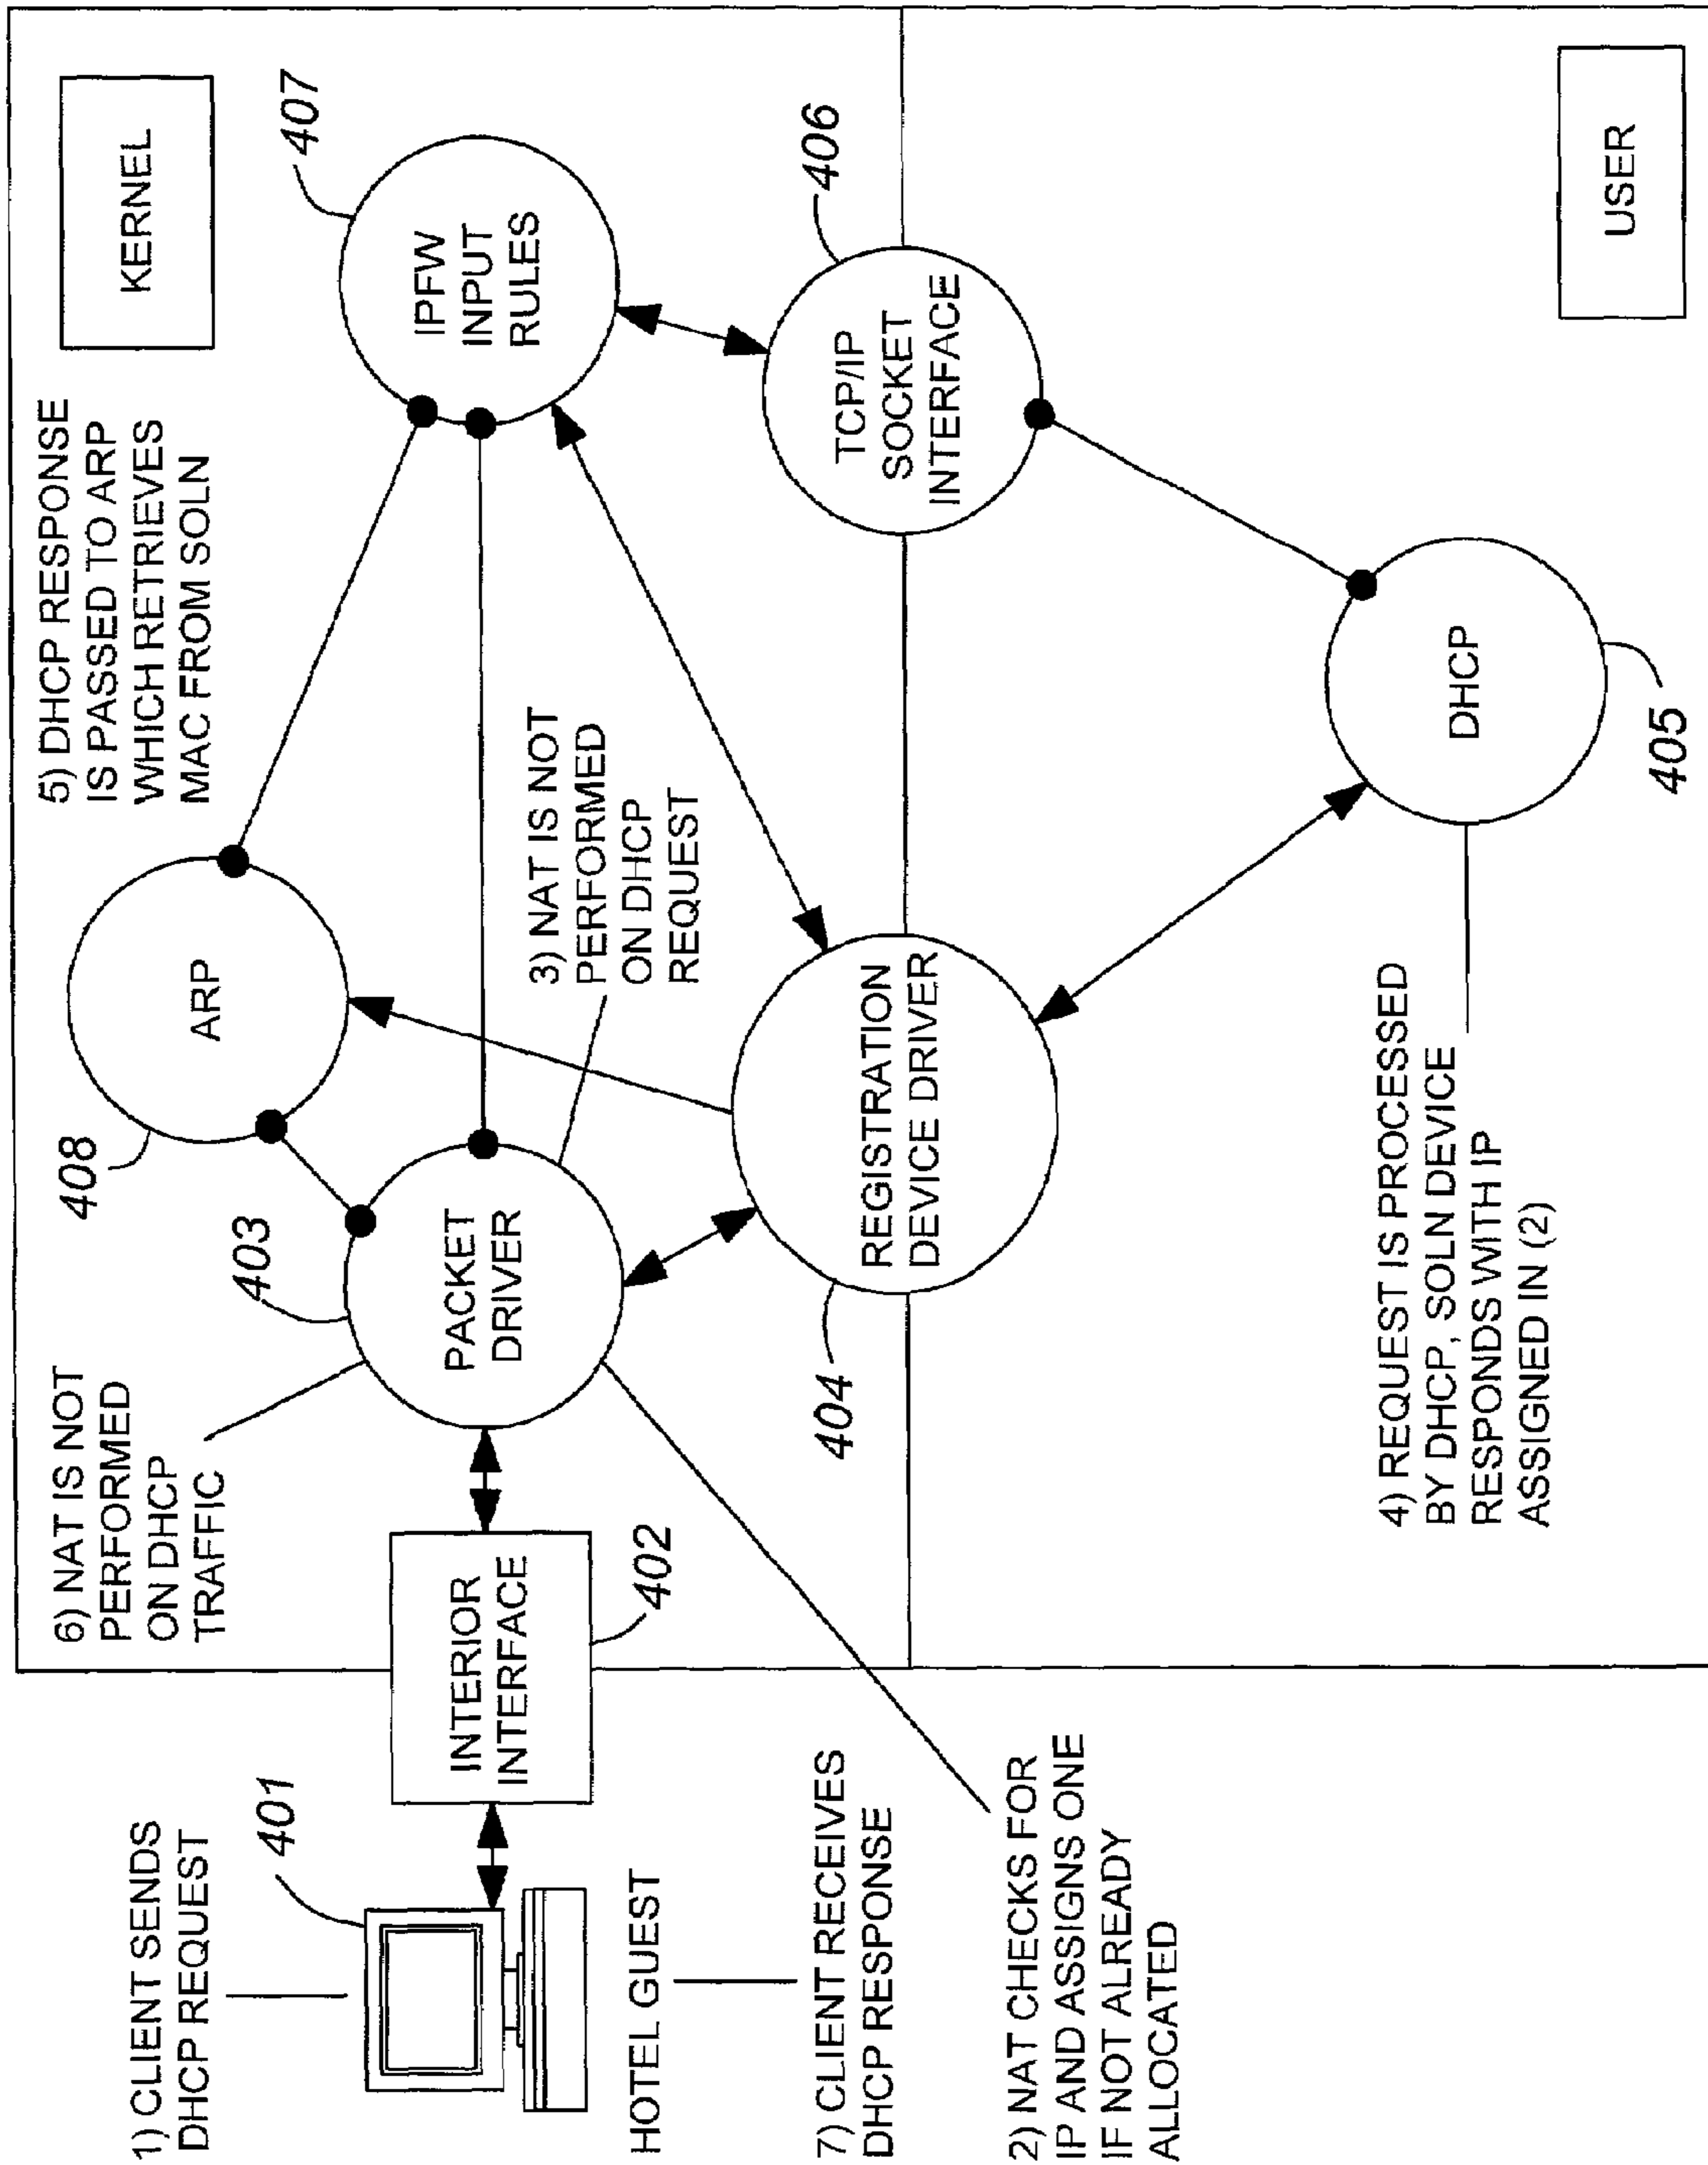 1) CLIENT SENDS
DHCP REQUEST
401
HOTEL GUEST
7) CLIENT RECEIVES
DHCP RESPONSE
2) NAT CHECKS FOR
IP AND ASSIGNS ONE
IF NOT ALREADY
ALLOCATED
INTERIOR
INTERFACE
402
6) NAT IS NOT
PERFORMED
ON DHCP
TRAFFIC
403
PACKET
DRIVER
408
ARP
3) NAT IS NOT
PERFORMED
ON DHCP
REQUEST
404
REGISTRATION
DEVICE DRIVER
4) REQUEST IS PROCESSED
BY DHCP, SOLN DEVICE
RESPONDS WITH IP
ASSIGNED IN (2)
5) DHCP RESPONSE
IS PASSED TO ARP
WHICH RETRIEVES
MAC FROM SOLN
KERNEL
407
IPFW
INPUT
RULES
406
TCP/IP
SOCKET
INTERFACE
DHCP
405
USER